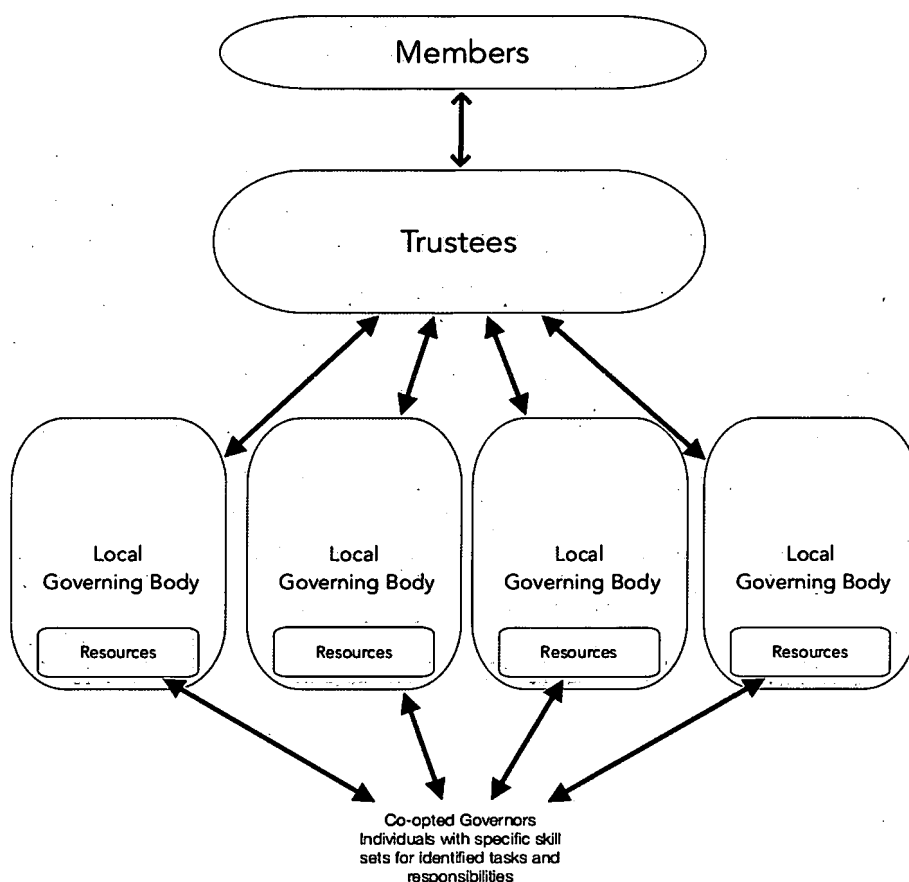 Members
Trustees
Local
Governing Body
Resources
Local
Governing Body
Resources
Local
Governing Body
Resources
Local
Governing Body
Resources
Co-opted Governors
Individuals with specific skill
sets for identified tasks and
responsibilities